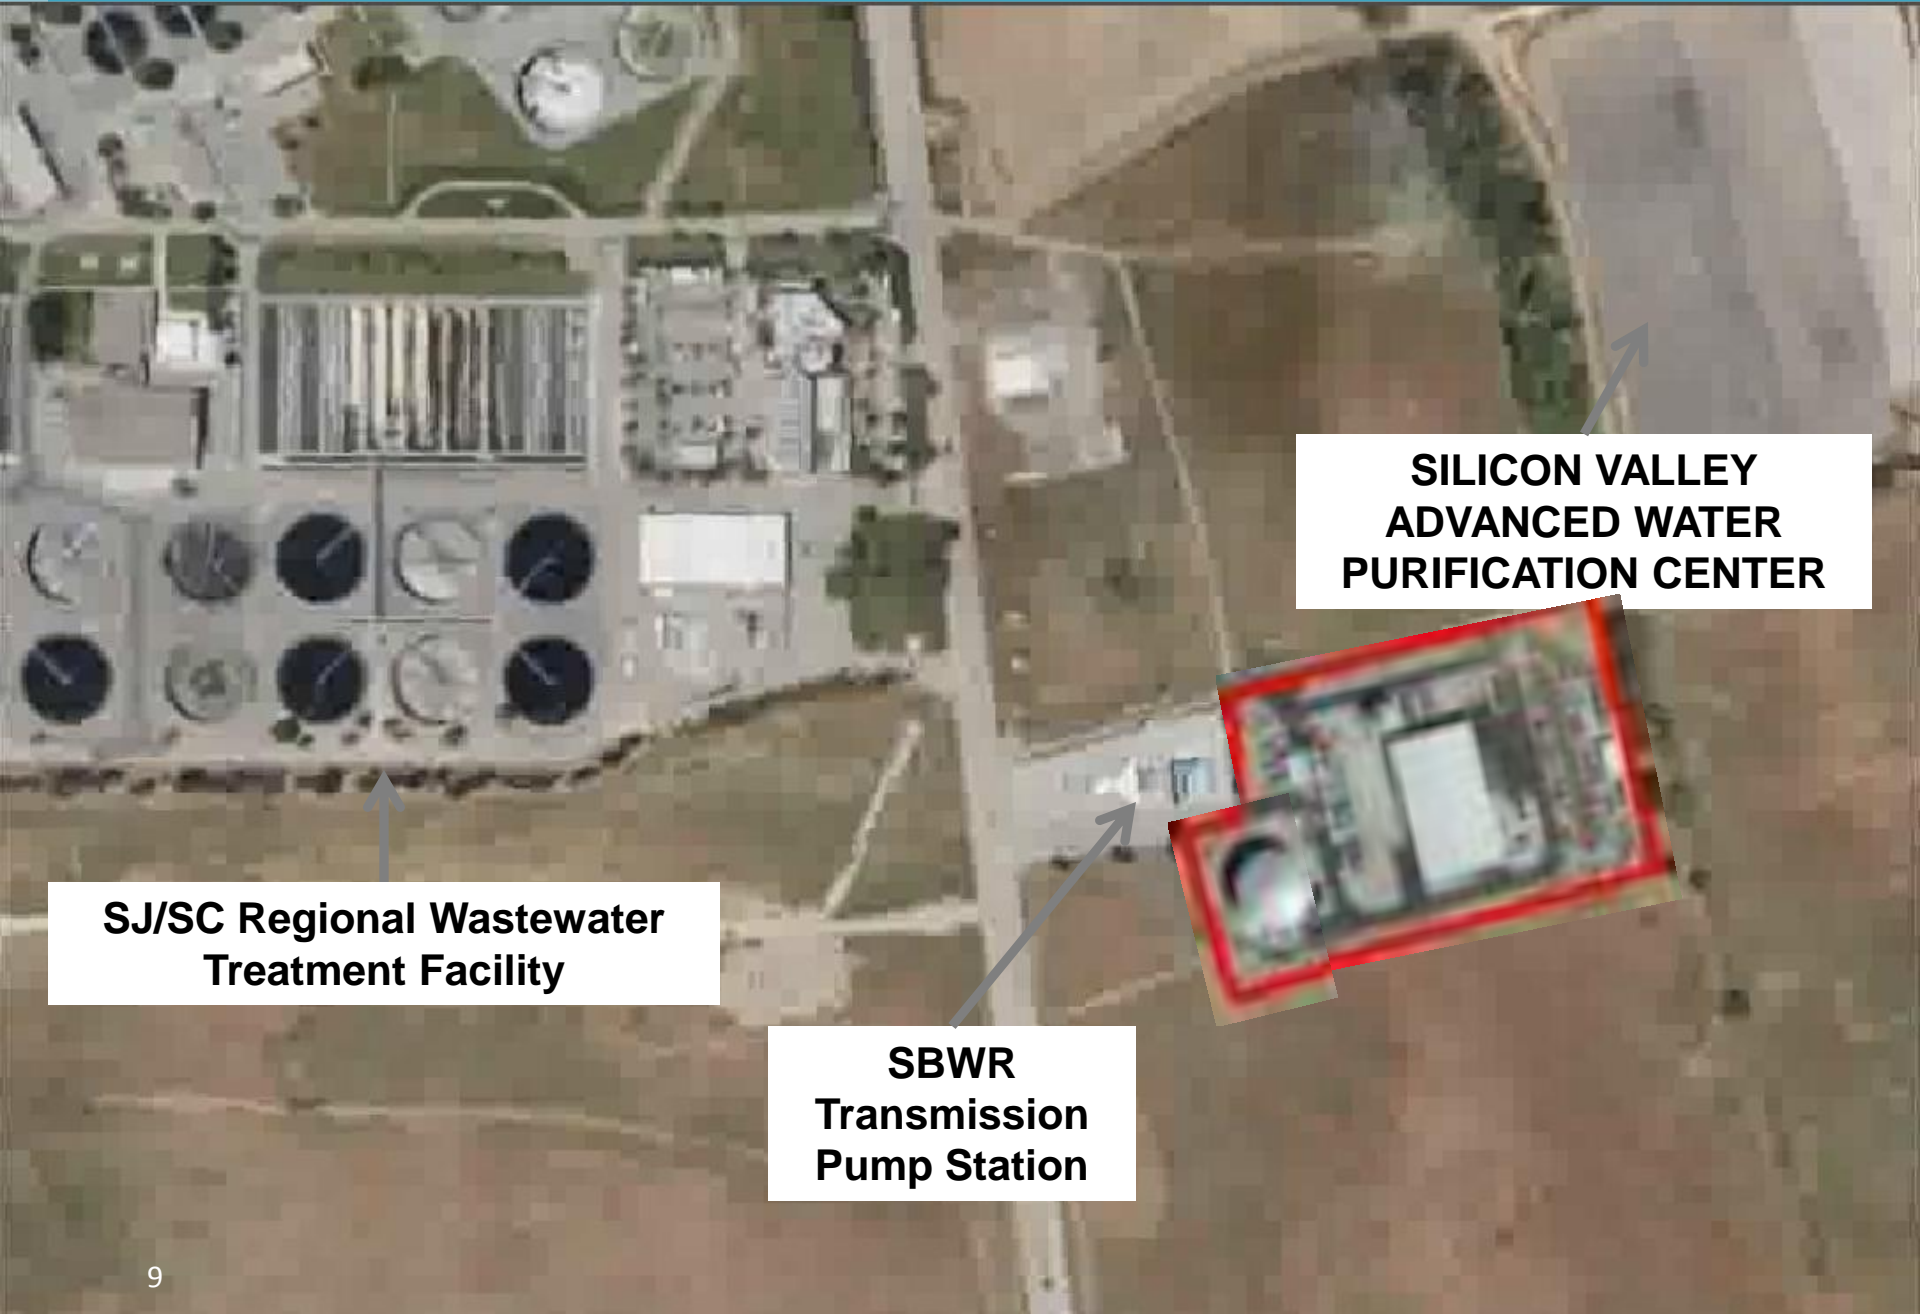 SILICON VALLEY
ADVANCED WATER
PURIFICATION CENTER
SJ/SC Regional Wastewater
Treatment Facility
SBWR
Transmission
Pump Station
9